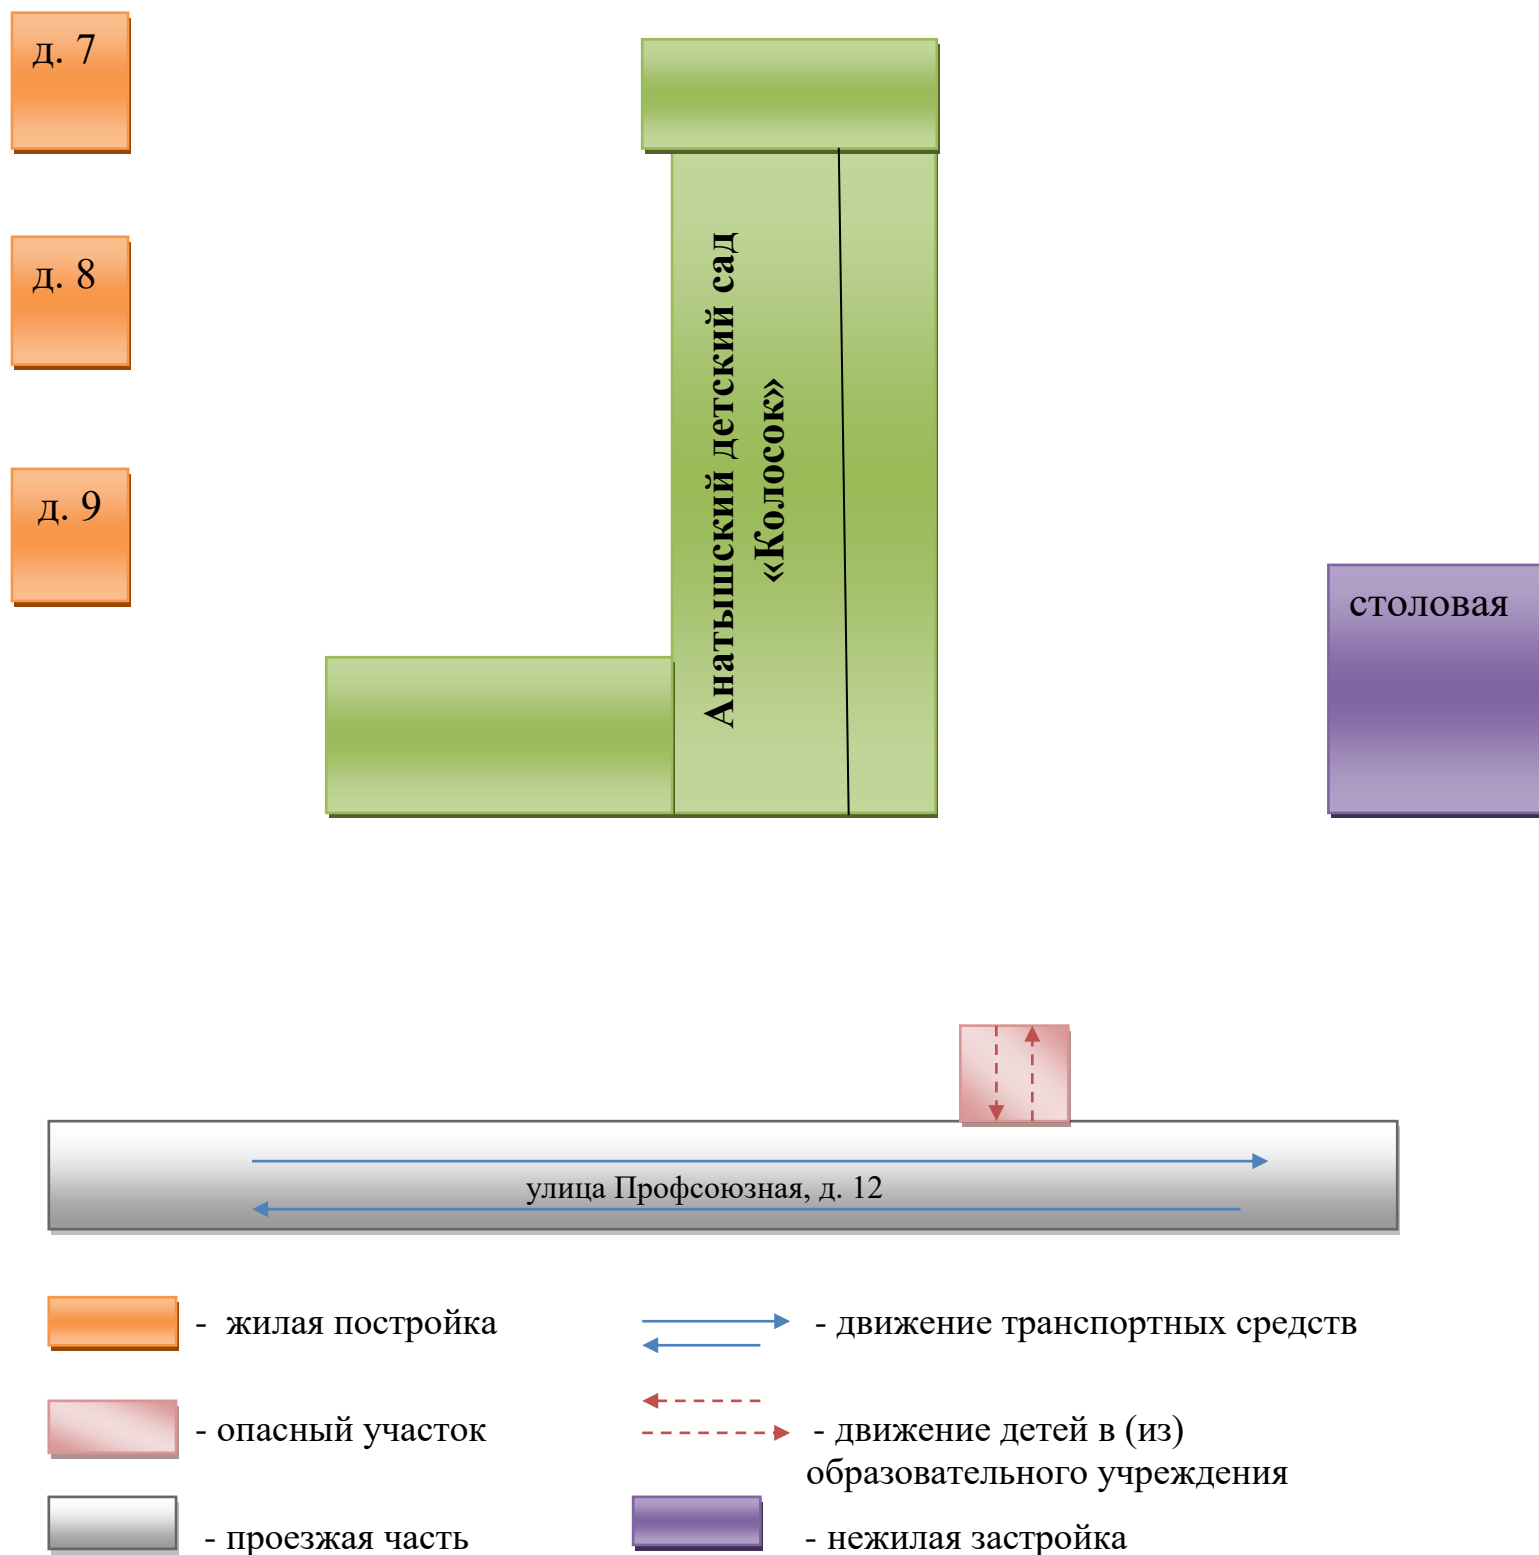 д. 7
д. 8
д. 9
Анатышский детский сад
«Колосок»
столовая
улица Профсоюзная, д. 12
- жилая постройка
- движение транспортных средств
- опасный участок
- движение детей в (из)
образовательного учреждения
- проезжая часть
- нежилая застройка